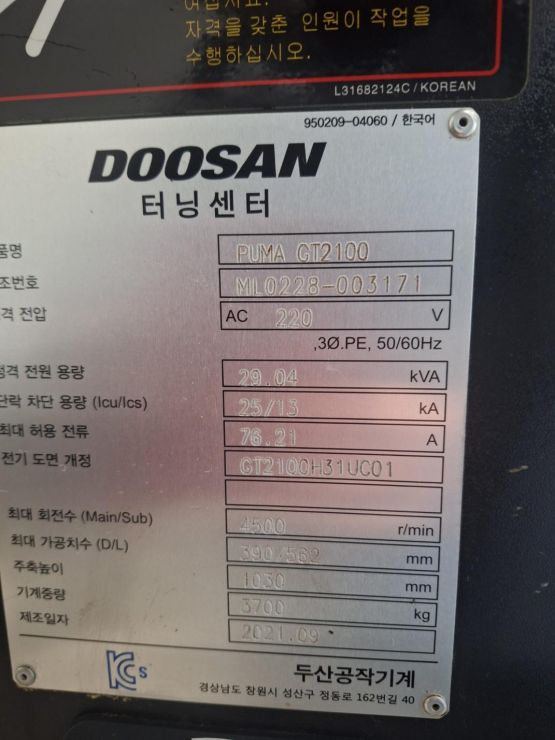 자격을 갖춘 인원이 작업을
수행하십시오.
L31682124C / KOREAN
950209-04060 / 한국어
DOOSAN
터닝센터
품명 PUMA GT2100
조번호 ML0228-003171
격 전압 AC 220 V
,3Ø.PE, 50/60Hz
정격 전원 용량 29.04 kVA
단락 차단 용량 (Icu/Ics) 25/13 kA
최대 허용 전류 76.21 A
전기 도면 개정 GT2100H31UC01
최대 회전수 (Main/Sub) 4500 r/min
최대 가공치수 (D/L) 390/562 mm
주축높이 1030 mm
기계중량 3700 kg
제조일자 2021.09
KCs
두산공작기계
경상남도 창원시 성산구 정동로 162번길 40